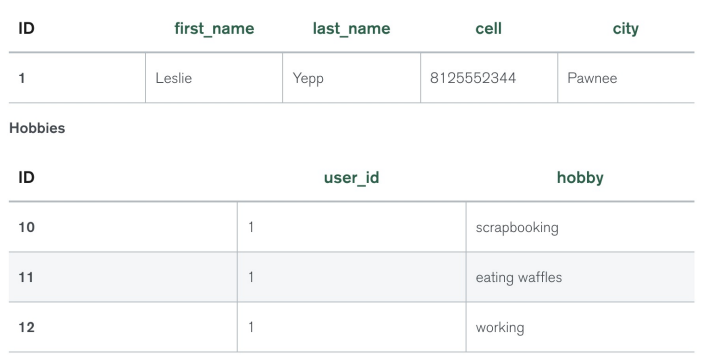 ID first_name last_name cell city
1 Leslie Yepp 8125552344 Pawnee
Hobbies
ID user_id hobby
10 1 scrapbooking
11 1 eating waffles
12 1 working